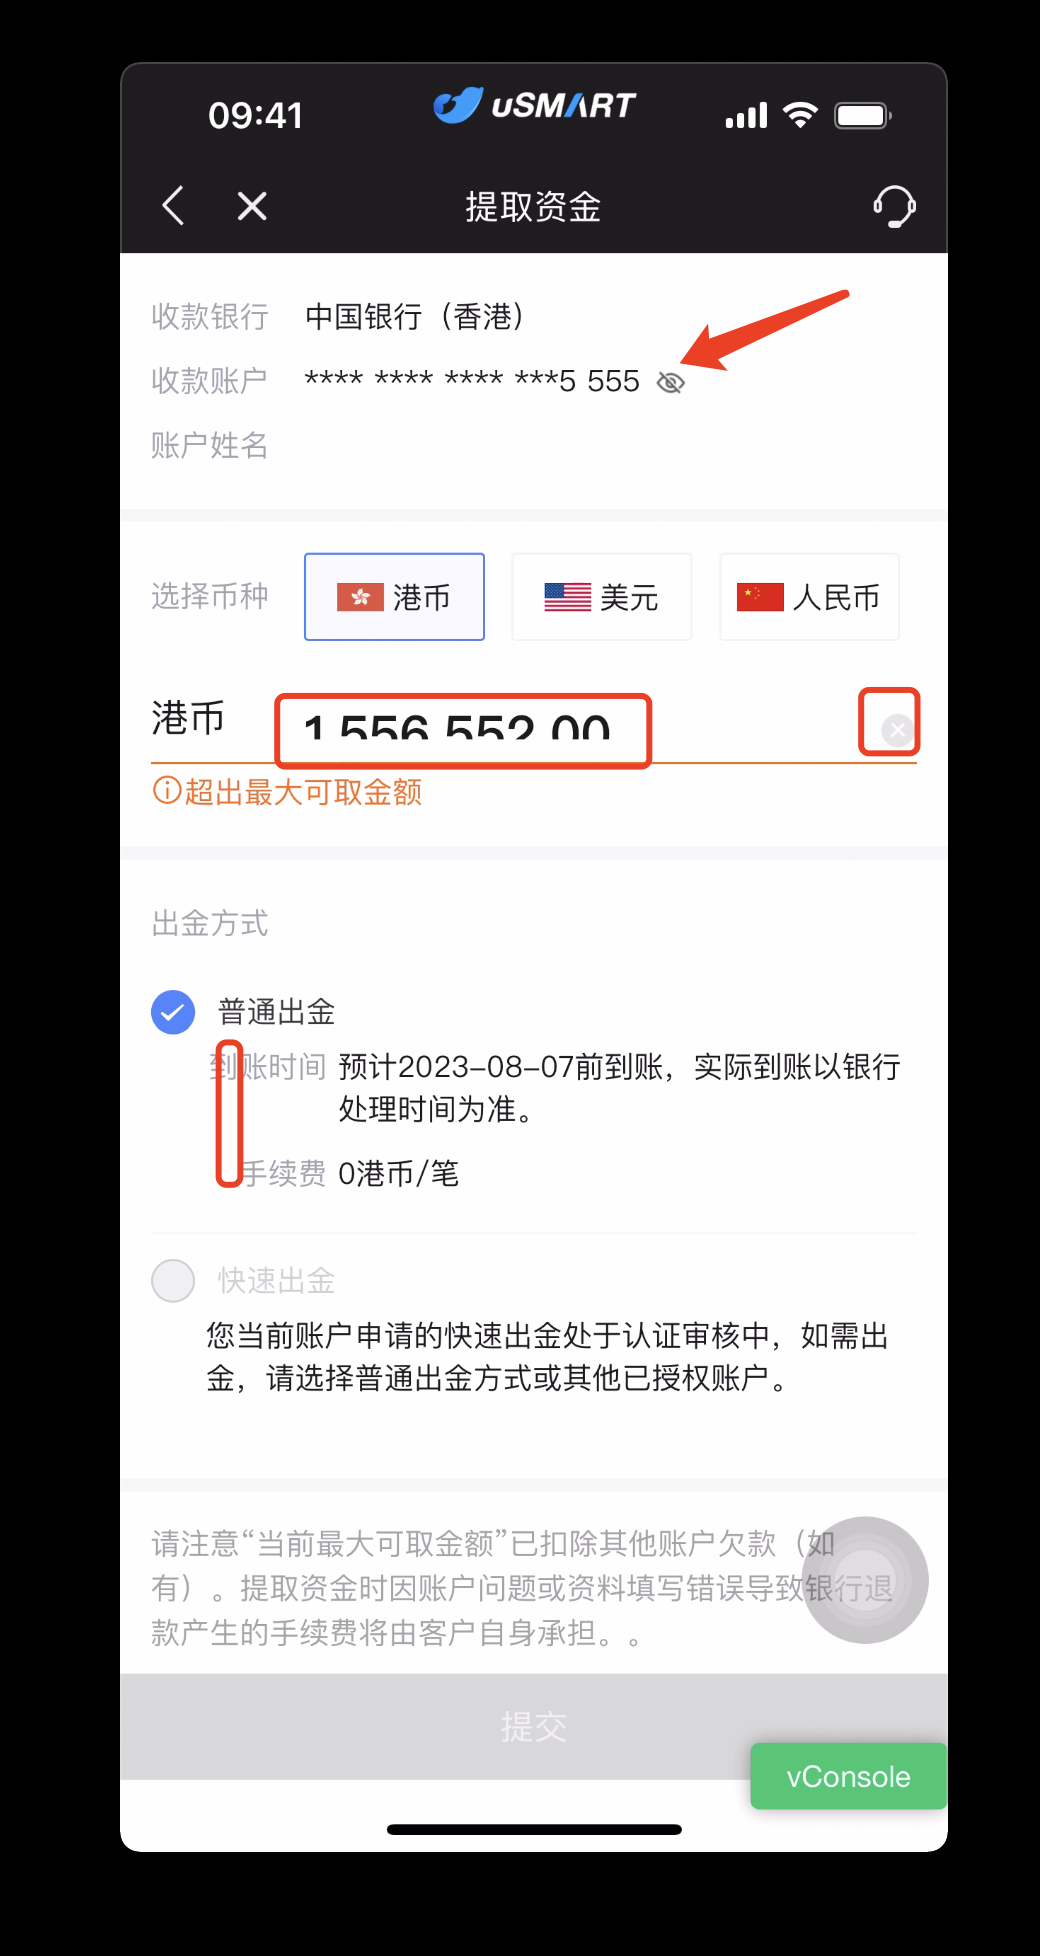 09:41
uSMART
提取资金
收款银行 中国银行（香港）
收款账户 **** **** **** ***5 555
账户姓名
选择币种 港币 美元 人民币
港币 1,556,552.00
超出最大可取金额
出金方式
普通出金
到账时间 预计2023-08-07前到账，实际到账以银行
处理时间为准。
手续费 0港币/笔
快速出金
您当前账户申请的快速出金处于认证审核中，如需出
金，请选择普通出金方式或其他已授权账户。
请注意“当前最大可取金额”已扣除其他账户欠款（如
有）。提取资金时因账户问题或资料填写错误导致银行退
款产生的手续费将由客户自身承担。。
提交
vConsole